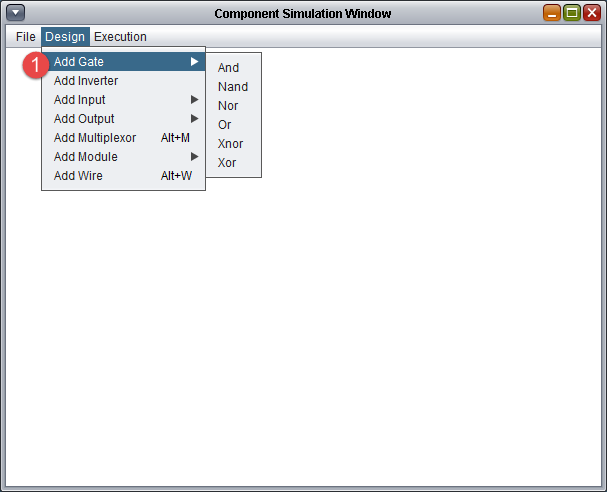 Component Simulation Window
File Design Execution
1 Add Gate
Add Inverter
Add Input
Add Output
Add Multiplexor Alt+M
Add Module
Add Wire Alt+W
And
Nand
Nor
Or
Xnor
Xor